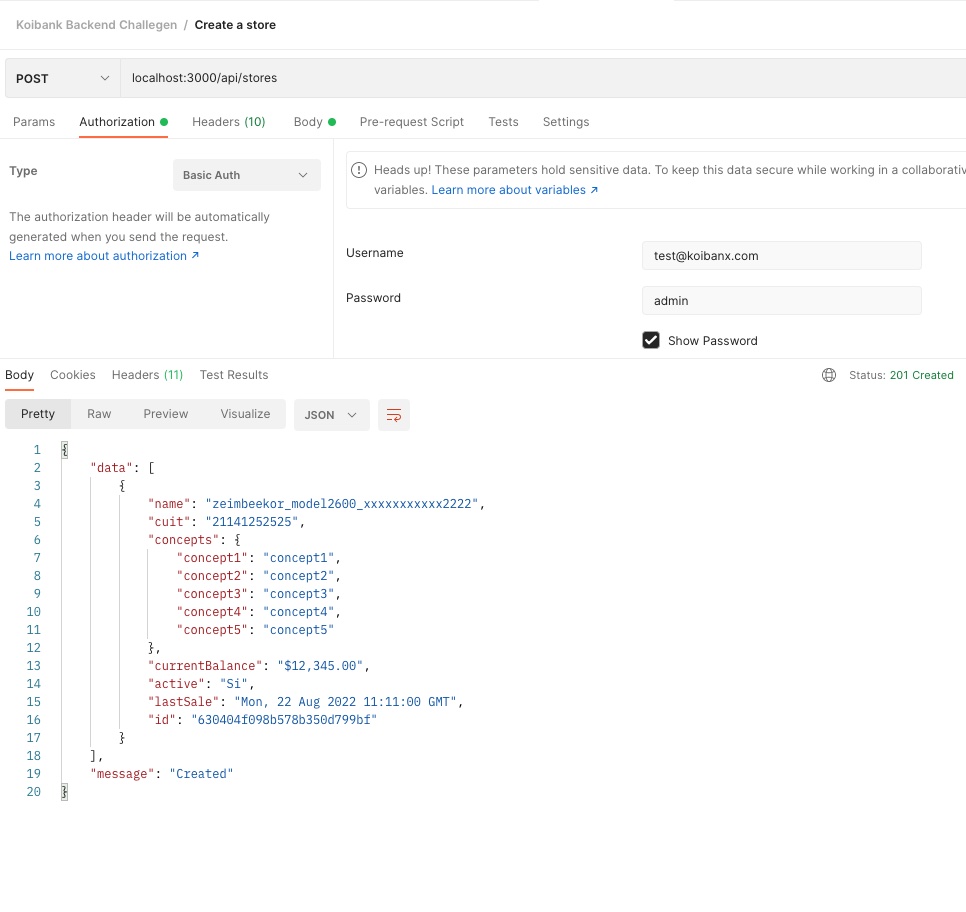 Koibank Backend Challegen / Create a store
POST localhost:3000/api/stores
Params Authorization Headers (10) Body Pre-request Script Tests Settings
Type Basic Auth
The authorization header will be automatically
generated when you send the request.
Learn more about authorization ↗
Heads up! These parameters hold sensitive data. To keep this data secure while working in a collaborativ
variables. Learn more about variables ↗
Username test@koibanx.com
Password admin
Show Password
Body Cookies Headers (11) Test Results Status: 201 Created
Pretty Raw Preview Visualize JSON
1 {
2 "data": [
3 {
4 "name": "zeimbeekor_model2600_xxxxxxxxxxx2222",
5 "cuit": "21141252525",
6 "concepts": {
7 "concept1": "concept1",
8 "concept2": "concept2",
9 "concept3": "concept3",
10 "concept4": "concept4",
11 "concept5": "concept5"
12 },
13 "currentBalance": "$12,345.00",
14 "active": "Si",
15 "lastSale": "Mon, 22 Aug 2022 11:11:00 GMT",
16 "id": "630404f098b578b350d799bf"
17 }
18 ],
19 "message": "Created"
20 }